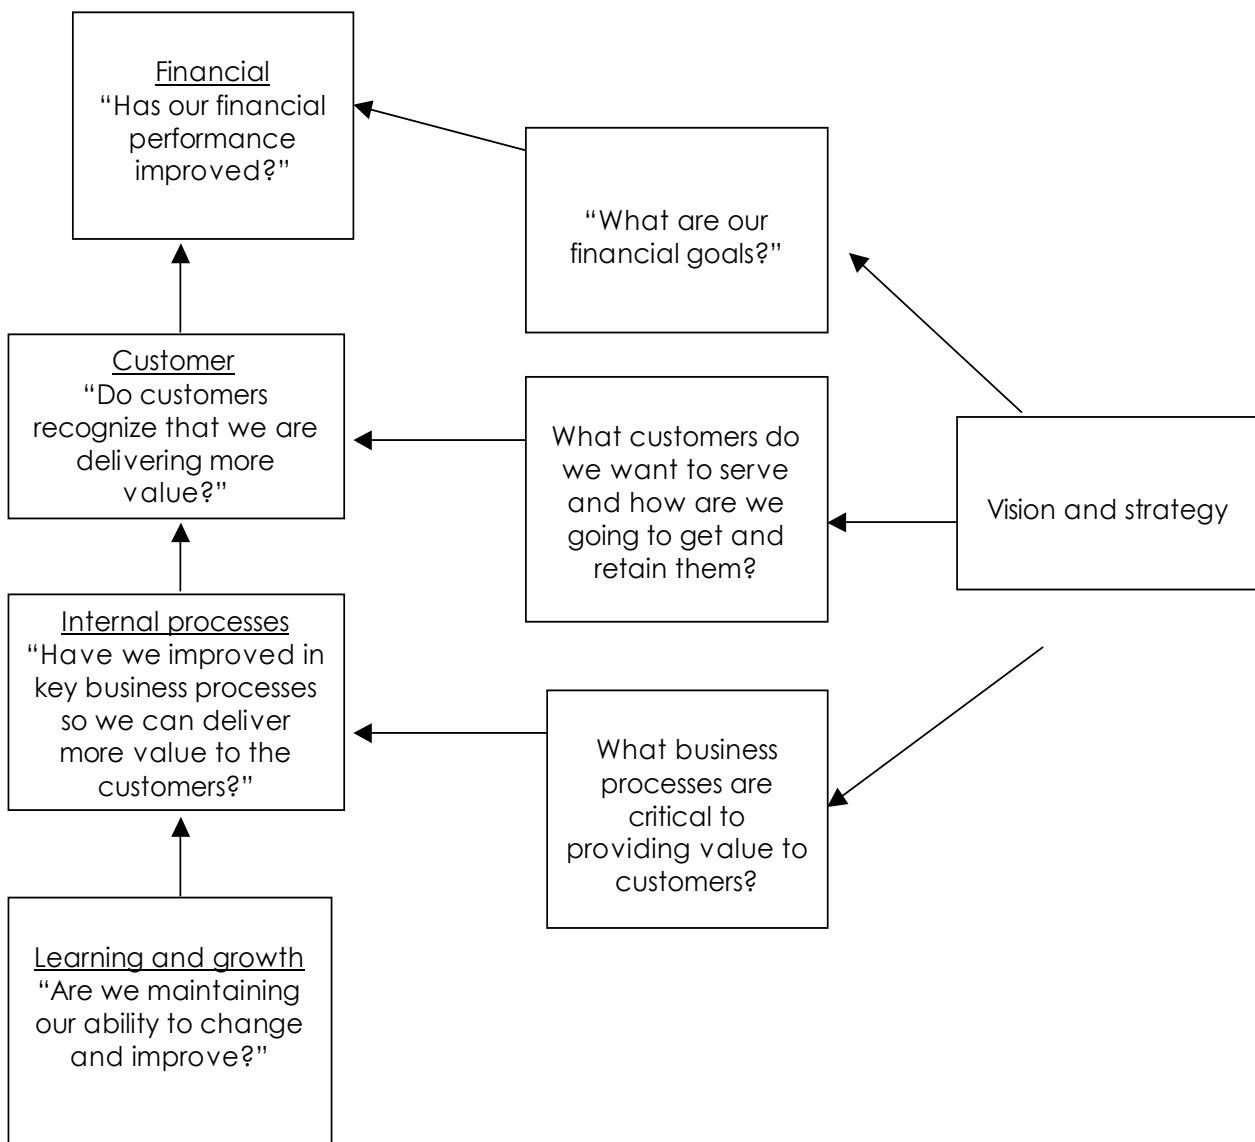 Financial
“Has our financial
performance
improved?”
“What are our
financial goals?”
Customer
“Do customers
recognize that we are
delivering more
value?”
What customers do
we want to serve
and how are we
going to get and
retain them?
Vision and strategy
Internal processes
“Have we improved in
key business processes
so we can deliver
more value to the
customers?”
What business
processes are
critical to
providing value to
customers?
Learning and growth
“Are we maintaining
our ability to change
and improve?”